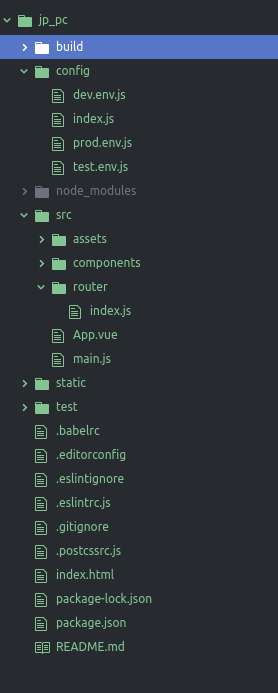 jp_pc
build
config
dev.env.js
index.js
prod.env.js
test.env.js
node_modules
src
assets
components
router
index.js
App.vue
main.js
static
test
.babelrc
.editorconfig
.eslintignore
.eslintrc.js
.gitignore
.postcssrc.js
index.html
package-lock.json
package.json
README.md